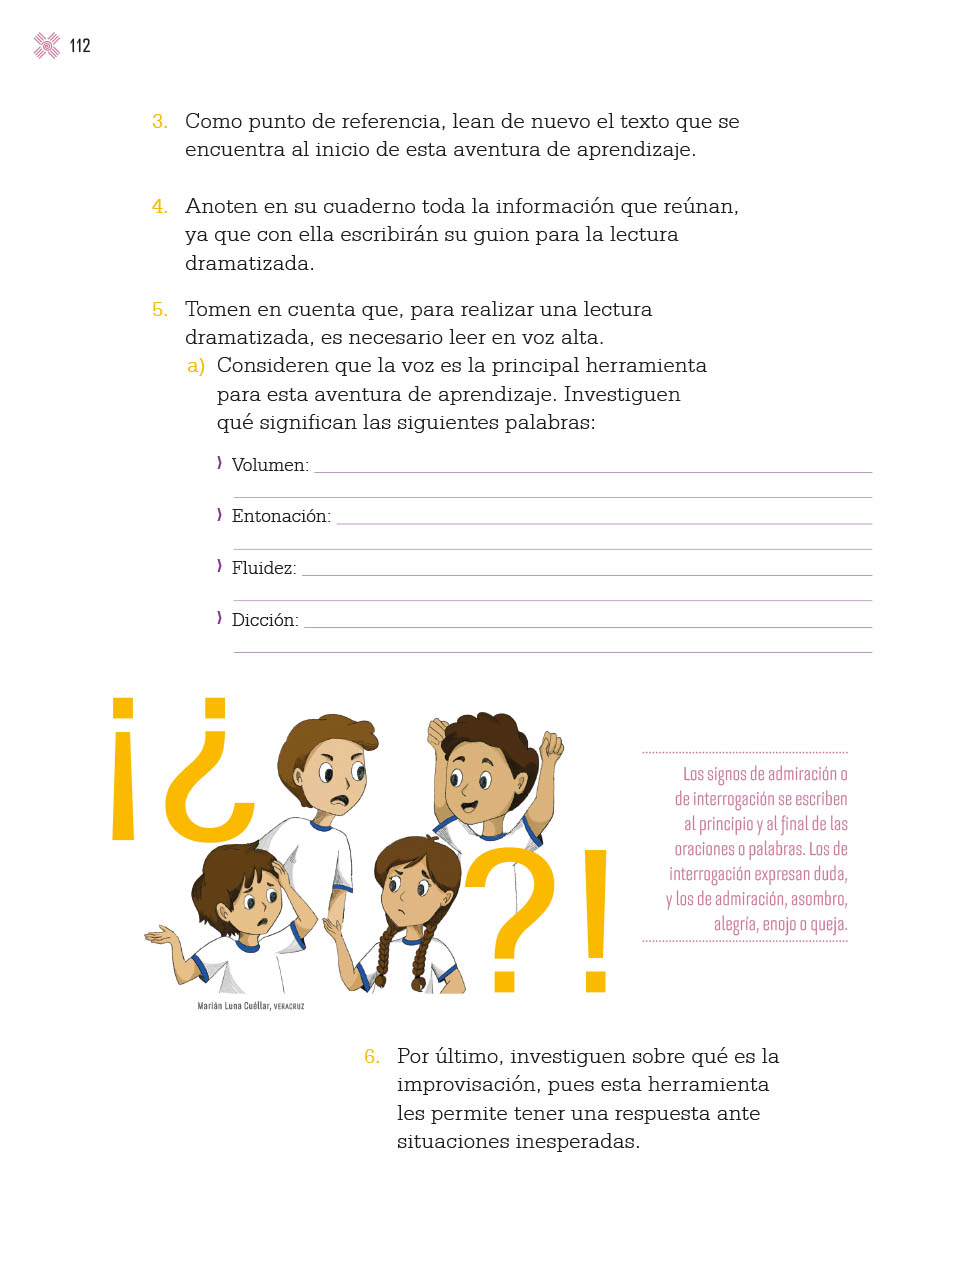 112
3. Como punto de referencia, lean de nuevo el texto que se
encuentra al inicio de esta aventura de aprendizaje.
4. Anoten en su cuaderno toda la información que reúnan,
ya que con ella escribirán su guion para la lectura
dramatizada.
5. Tomen en cuenta que, para realizar una lectura
dramatizada, es necesario leer en voz alta.
a) Consideren que la voz es la principal herramienta
para esta aventura de aprendizaje. Investiguen
qué significan las siguientes palabras:
⟩ Volumen:
⟩ Entonación:
⟩ Fluidez:
⟩ Dicción:
¡¿
?!
Marián Luna Cuéllar, VERACRUZ
Los signos de admiración o
de interrogación se escriben
al principio y al final de las
oraciones o palabras. Los de
interrogación expresan duda,
y los de admiración, asombro,
alegría, enojo o queja.
6. Por último, investiguen sobre qué es la
improvisación, pues esta herramienta
les permite tener una respuesta ante
situaciones inesperadas.